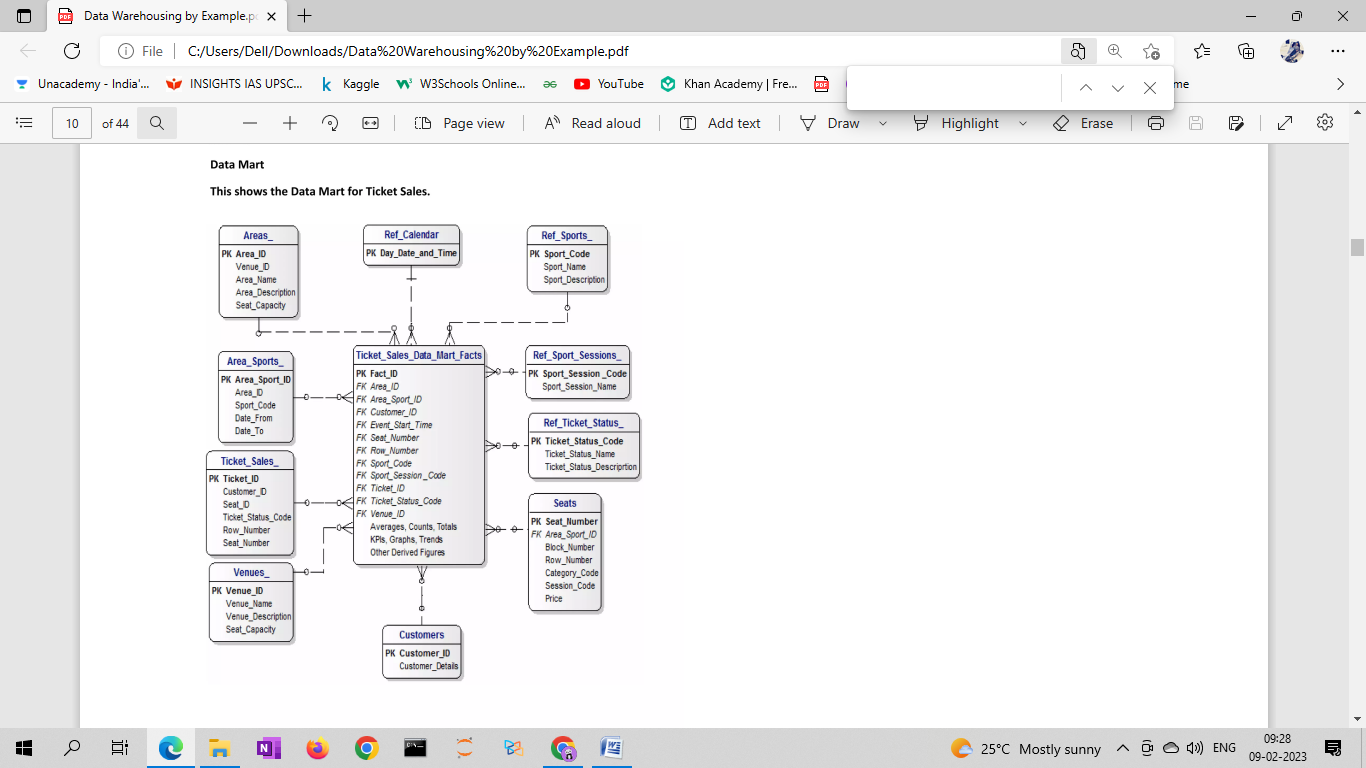 Data Warehousing by Example.p
File
C:/Users/Dell/Downloads/Data%20Warehousing%20by%20Example.pdf
Unacademy - India'...
INSIGHTS IAS UPSC...
Kaggle
W3Schools Online...
YouTube
Khan Academy | Fre...
me
10 of 44
Page view
Read aloud
Add text
Draw
Highlight
Erase
Data Mart
This shows the Data Mart for Ticket Sales.
Areas_
PK Area_ID
Venue_ID
Area_Name
Area_Description
Seat_Capacity
Ref_Calendar
PK Day_Date_and_Time
Ref_Sports_
PK Sport_Code
Sport_Name
Sport_Description
Area_Sports_
PK Area_Sport_ID
Area_ID
Sport_Code
Date_From
Date_To
Ticket_Sales_
PK Ticket_ID
Customer_ID
Seat_ID
Ticket_Status_Code
Row_Number
Seat_Number
Venues_
PK Venue_ID
Venue_Name
Venue_Description
Seat_Capacity
Ticket_Sales_Data_Mart_Facts
PK Fact_ID
FK Area_ID
FK Area_Sport_ID
FK Customer_ID
FK Event_Start_Time
FK Seat_Number
FK Row_Number
FK Sport_Code
FK Sport_Session_Code
FK Ticket_ID
FK Ticket_Status_Code
FK Venue_ID
Averages, Counts, Totals
KPIs, Graphs, Trends
Other Derived Figures
Ref_Sport_Sessions_
PK Sport_Session_Code
Sport_Session_Name
Ref_Ticket_Status_
PK Ticket_Status_Code
Ticket_Status_Name
Ticket_Status_Description
Seats
PK Seat_Number
FK Area_Sport_ID
Block_Number
Row_Number
Category_Code
Session_Code
Price
Customers
PK Customer_ID
Customer_Details
25°C Mostly sunny
ENG
09:28
09-02-2023